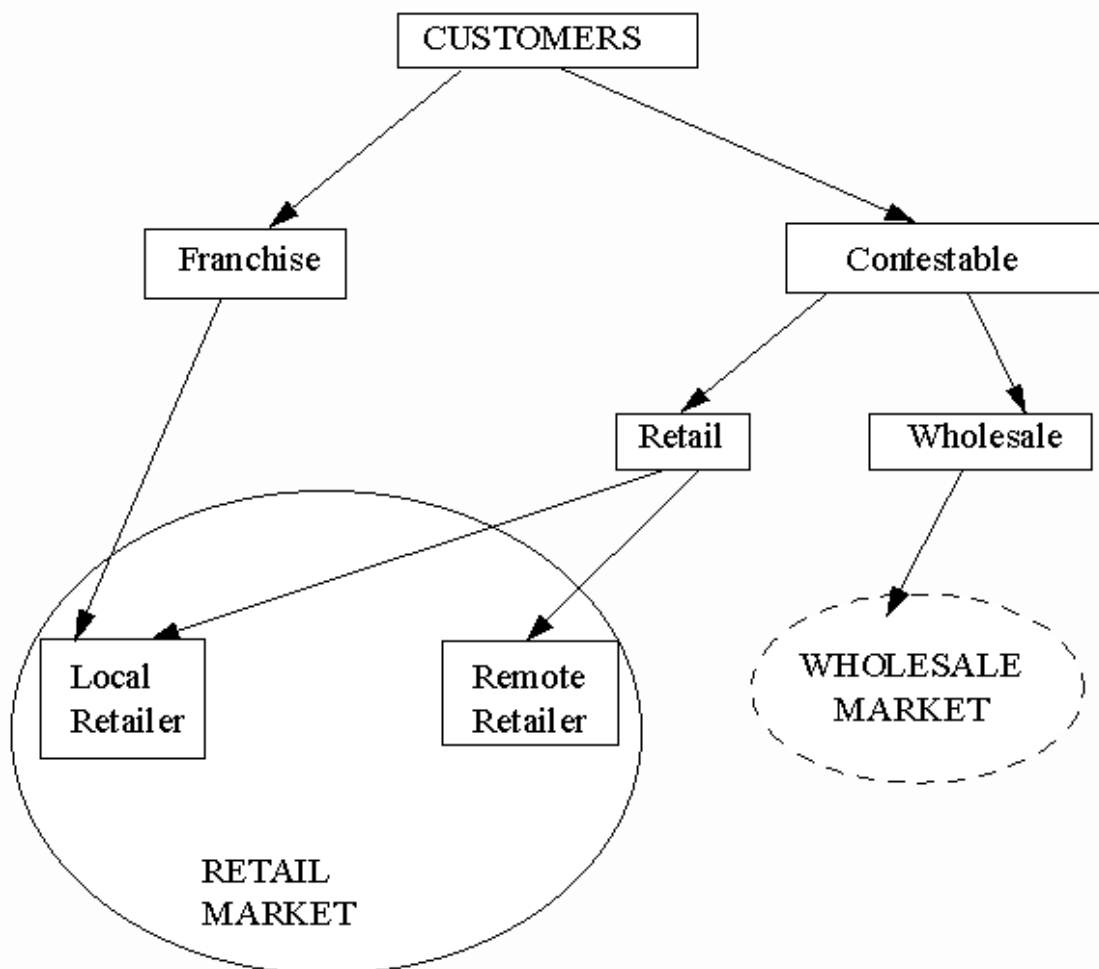 CUSTOMERS
Franchise
Contestable
Retail
Wholesale
Local
Retailer
Remote
Retailer
WHOLESALE
MARKET
RETAIL
MARKET